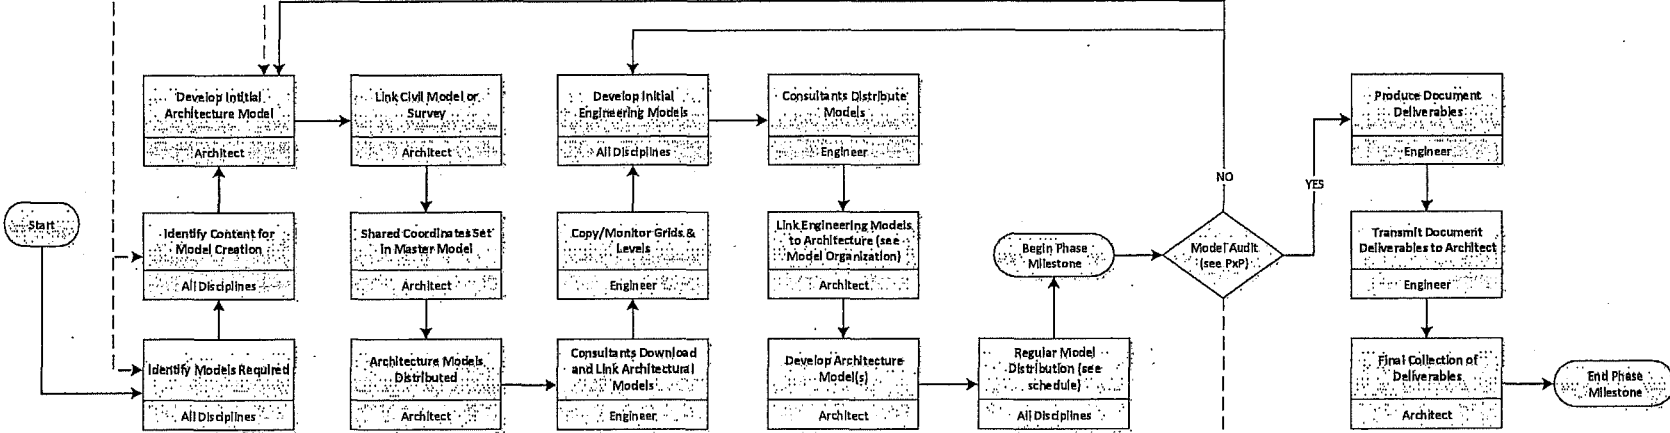 Start
Develop Intitial
Architecture Model
Architect
Identify Content for
Model Creation
All Disciplines
Identify Models Required
All Disciplines
Link Civil Model or
Survey
Architect
Shared Coordinates Set
in Master Model
Architect
Architecture Models
Distributed
Architect
Develop Initial
Engineering Models
All Disciplines
Copy/Monitor Grids &
Levels
Engineer
Consultants Download
and Link Architectural
Models
Engineer
Consultants Distribute
Models
Engineer
Link Engineering Models
to Architecture (see
Model Organization)
Architect
Develop Architecture
Model(s)
Architect
Begin Phase
Milestone
Regular Model
Distribution (see
schedule)
All Disciplines
NO
Model Audit
(see PxP)
YES
Produce Document
Deliverables
Engineer
Transmit Document
Deliverables to Architect
Engineer
Final Collection of
Deliverables
Architect
End Phase
Milestone